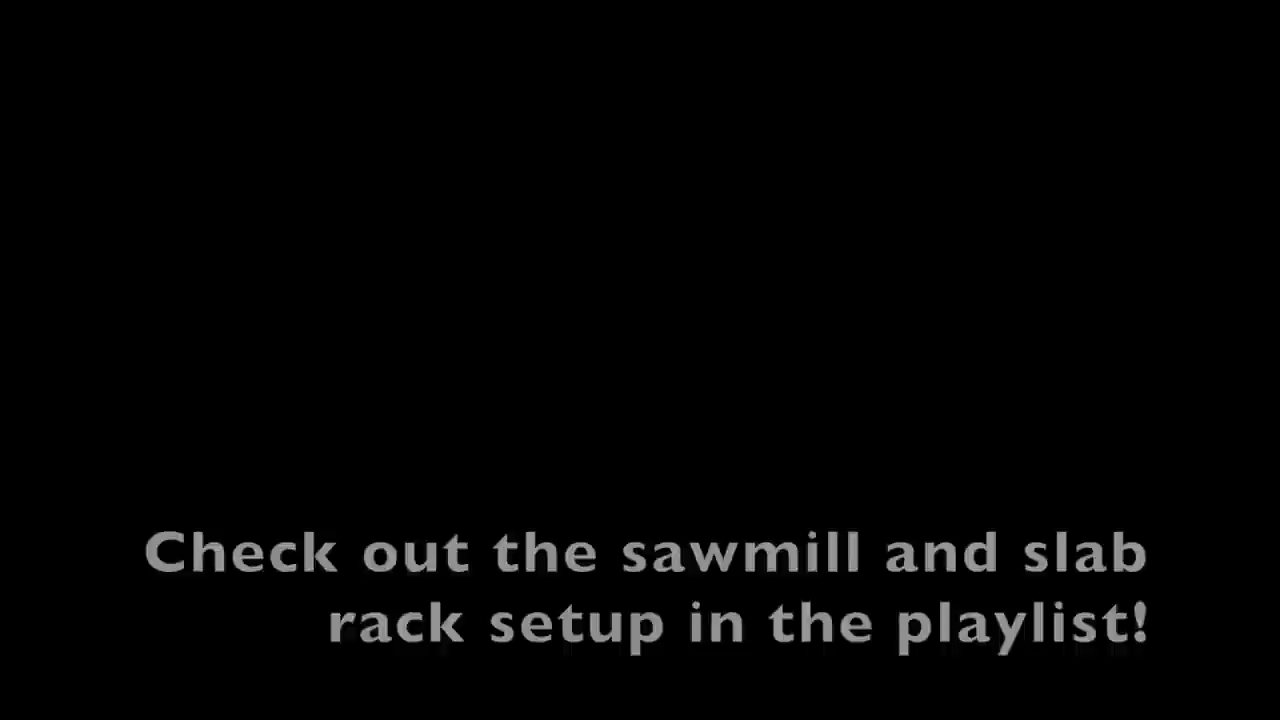 Check out the sawmill and slab
rack setup in the playlist!